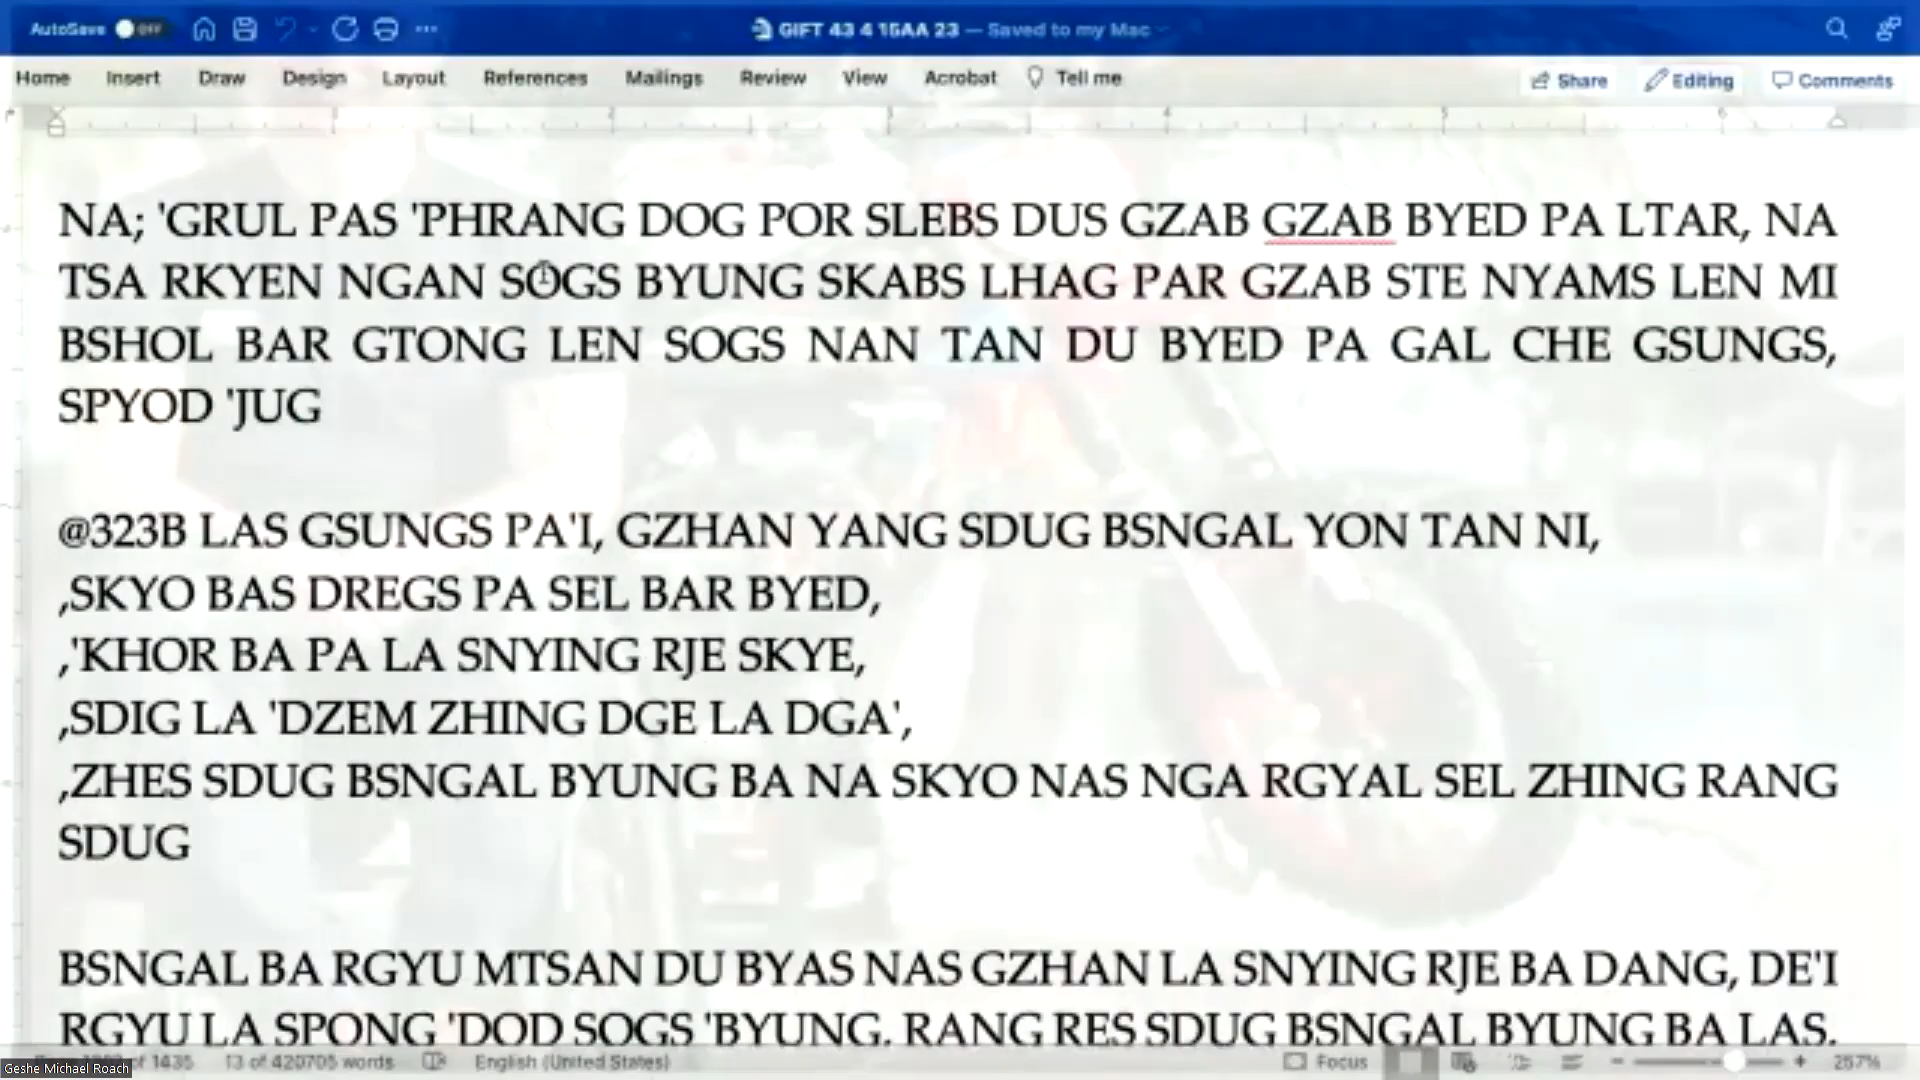 AutoSave OFF GIFT 43 4 15AA 23 — Saved to my Mac
Home Insert Draw Design Layout References Mailings Review View Acrobat Tell me Share Editing Comments
NA; 'GRUL PAS 'PHRANG DOG POR SLEBS DUS GZAB GZAB BYED PA LTAR, NA
TSA RKYEN NGAN SOGS BYUNG SKABS LHAG PAR GZAB STE NYAMS LEN MI
BSHOL BAR GTONG LEN SOGS NAN TAN DU BYED PA GAL CHE GSUNGS,
SPYOD 'JUG
@323B LAS GSUNGS PA'I, GZHAN YANG SDUG BSNGAL YON TAN NI,
,SKYO BAS DREGS PA SEL BAR BYED,
,'KHOR BA PA LA SNYING RJE SKYE,
,SDIG LA 'DZEM ZHING DGE LA DGA',
,ZHES SDUG BSNGAL BYUNG BA NA SKYO NAS NGA RGYAL SEL ZHING RANG
SDUG
BSNGAL BA RGYU MTSAN DU BYAS NAS GZHAN LA SNYING RJE BA DANG, DE'I
RGYU LA SPONG 'DOD SOGS 'BYUNG, RANG RES SDUG BSNGAL BYUNG BA LAS,
of 1435 13 of 420705 words English (United States) Focus 257%
Geshe Michael Roach